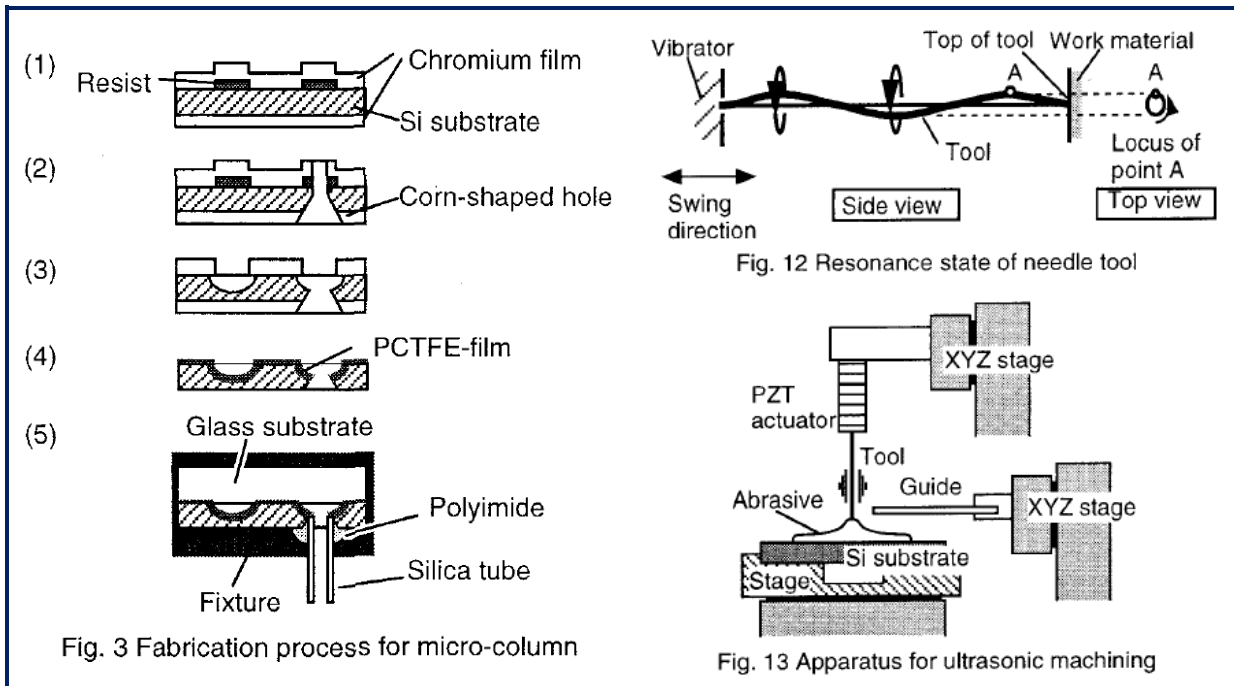 (1)
Resist
Chromium film
Si substrate
(2)
Corn-shaped hole
(3)
(4)
PCTFE-film
(5)
Glass substrate
Polyimide
Silica tube
Fixture
Fig. 3 Fabrication process for micro-column
Vibrator
Top of tool
Work material
A
A
Tool
Locus of
point A
Swing
direction
Side view
Top view
Fig. 12 Resonance state of needle tool
XYZ stage
PZT
actuator
Tool
Guide
Abrasive
XYZ stage
Si substrate
Stage
Fig. 13 Apparatus for ultrasonic machining